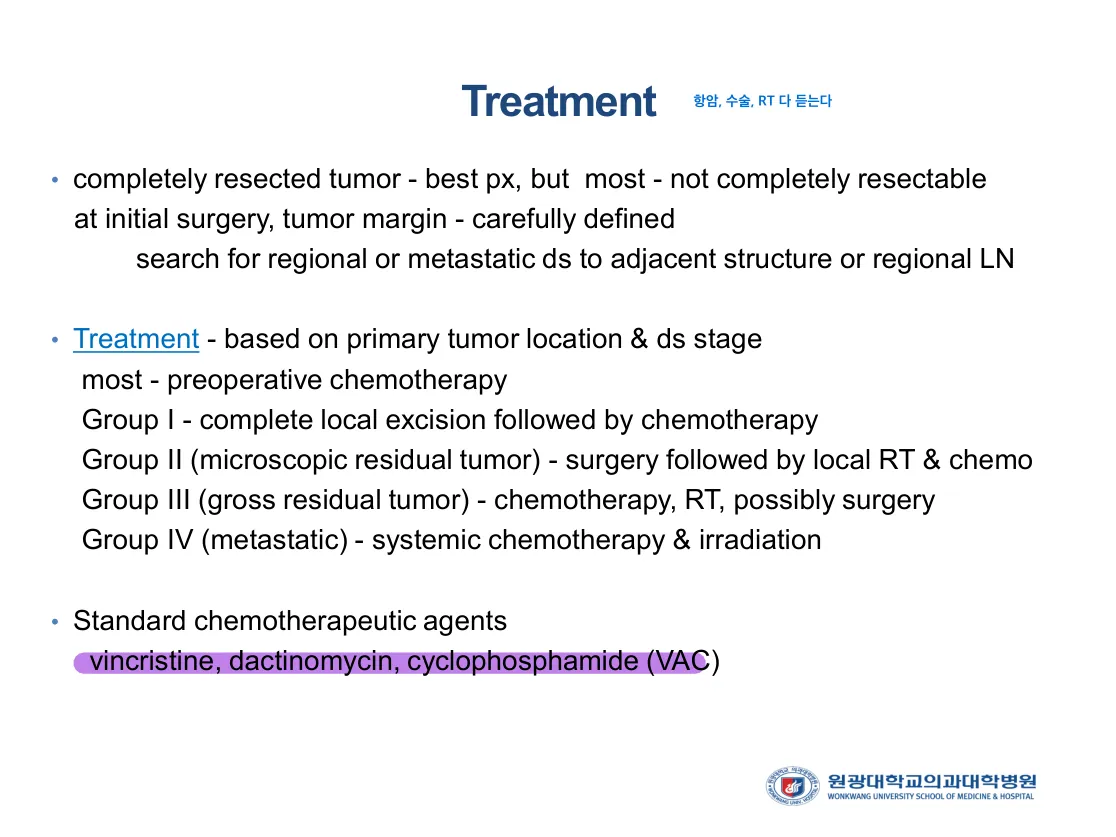 Treatment 항암, 수술, RT 다 듣는다
• completely resected tumor - best px, but most - not completely resectable
at initial surgery, tumor margin - carefully defined
search for regional or metastatic ds to adjacent structure or regional LN
• Treatment - based on primary tumor location & ds stage
most - preoperative chemotherapy
Group I - complete local excision followed by chemotherapy
Group II (microscopic residual tumor) - surgery followed by local RT & chemo
Group III (gross residual tumor) - chemotherapy, RT, possibly surgery
Group IV (metastatic) - systemic chemotherapy & irradiation
• Standard chemotherapeutic agents
vincristine, dactinomycin, cyclophosphamide (VAC)
원광대학교의과대학병원
WONKWANG UNIVERSITY SCHOOL OF MEDICINE & HOSPITAL